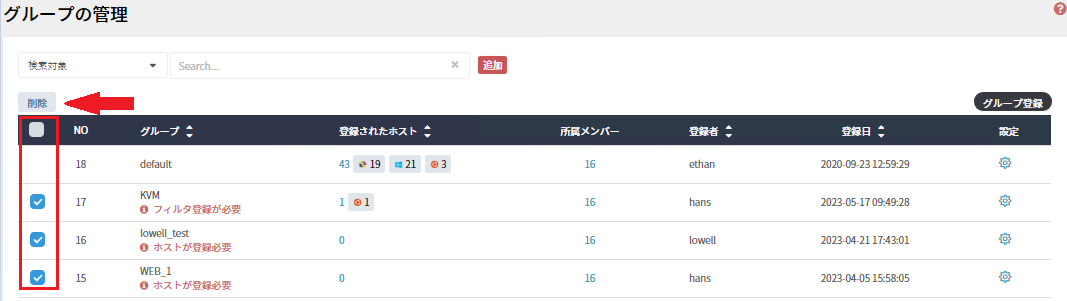 グループの管理
検索対象 Search... 追加
削除 グループ登録
NO グループ 登録されたホスト 所属メンバー 登録者 登録日 設定
18 default 43 19 21 3 16 ethan 2020-09-23 12:59:29
17 KVM 1 1 16 hans 2023-05-17 09:49:28
フィルタ登録が必要
16 lowell_test 0 16 lowell 2023-04-21 17:43:01
ホストが登録必要
15 WEB_1 0 16 hans 2023-04-05 15:58:05
ホストが登録必要